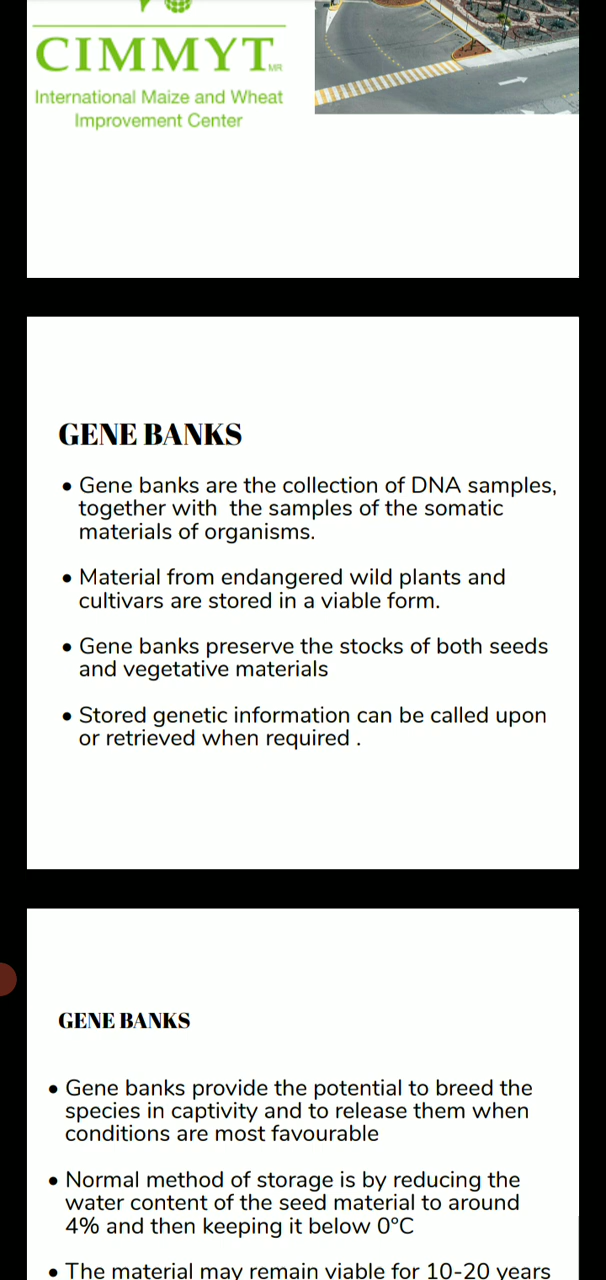 CIMMYT MR
International Maize and Wheat
Improvement Center
GENE BANKS
• Gene banks are the collection of DNA samples,
together with the samples of the somatic
materials of organisms.
• Material from endangered wild plants and
cultivars are stored in a viable form.
• Gene banks preserve the stocks of both seeds
and vegetative materials
• Stored genetic information can be called upon
or retrieved when required .
GENE BANKS
• Gene banks provide the potential to breed the
species in captivity and to release them when
conditions are most favourable
• Normal method of storage is by reducing the
water content of the seed material to around
4% and then keeping it below 0°C
• The material may remain viable for 10-20 years